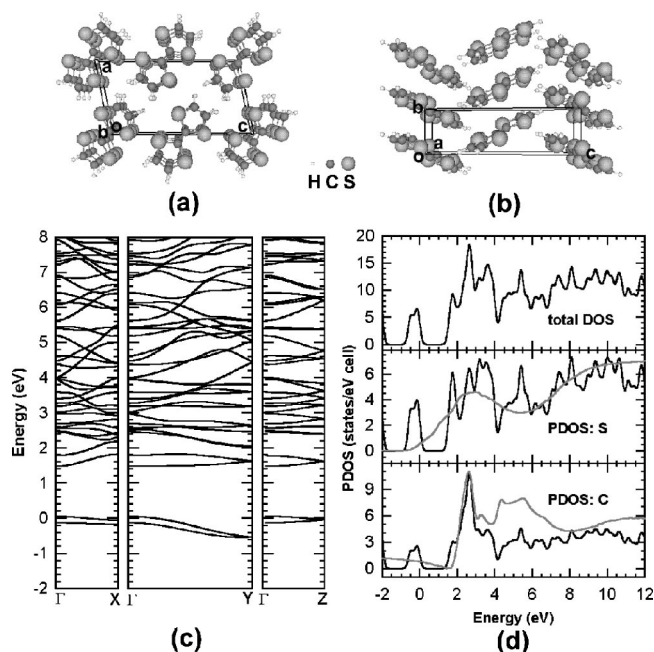 a
b o c
b
a
o c
H C S
(a) (b)
8
7
6
5
4
3
2
1
0
-1
-2
Energy (eV)
Γ X Γ Y Γ Z
(c)
20
15
10
5
0
total DOS
6
4
2
0
PDOS: S
9
6
3
0
PDOS: C
PDOS (states/eV cell)
-2 0 2 4 6 8 10 12
Energy (eV)
(d)